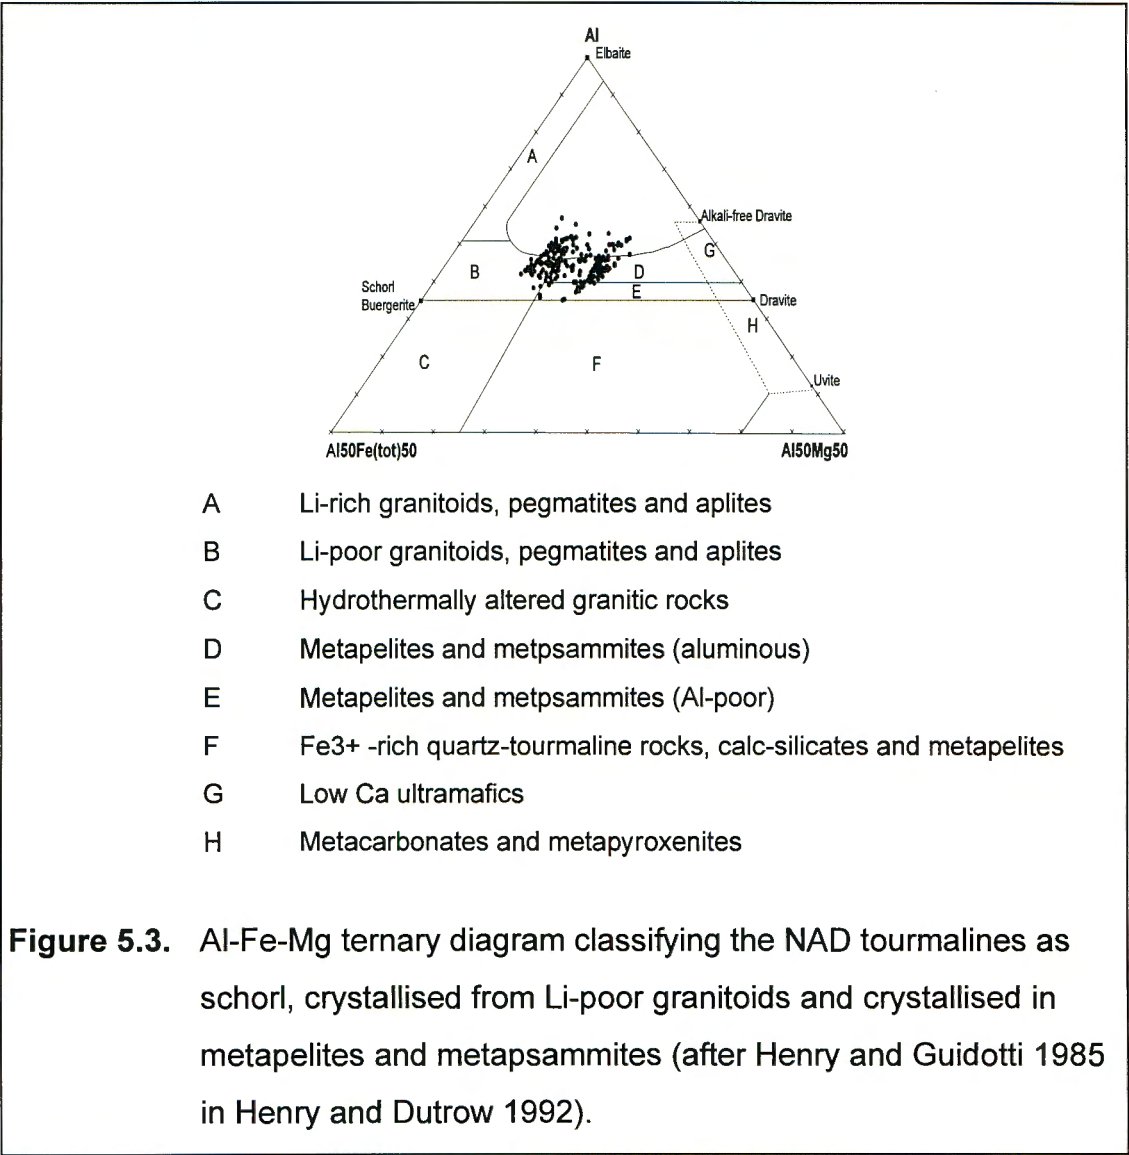 Al
Elbaite
A
Alkali-free Dravite
G
B
D
E
Schorl
Buergerite
Dravite
H
C
F
Uvite
Al50Fe(tot)50
Al50Mg50
A Li-rich granitoids, pegmatites and aplites
B Li-poor granitoids, pegmatites and aplites
C Hydrothermally altered granitic rocks
D Metapelites and metpsammites (aluminous)
E Metapelites and metpsammites (Al-poor)
F Fe3+ -rich quartz-tourmaline rocks, calc-silicates and metapelites
G Low Ca ultramafics
H Metacarbonates and metapyroxenites
Figure 5.3. Al-Fe-Mg ternary diagram classifying the NAD tourmalines as
schorl, crystallised from Li-poor granitoids and crystallised in
metapelites and metapsammites (after Henry and Guidotti 1985
in Henry and Dutrow 1992).